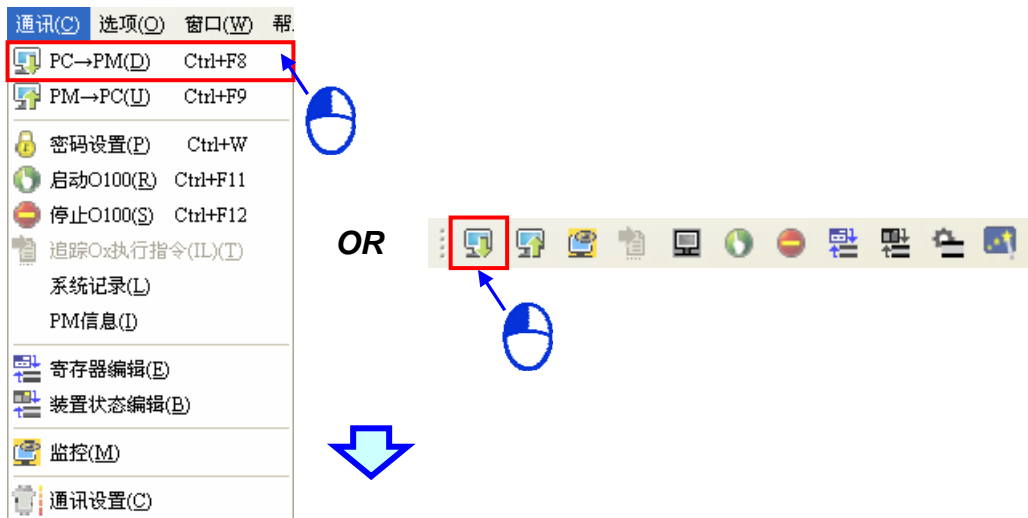 通讯(C) 选项(O) 窗口(W) 帮
PC→PM(D) Ctrl+F8
PM→PC(U) Ctrl+F9
密码设置(P) Ctrl+W
启动O100(R) Ctrl+F11
停止O100(S) Ctrl+F12
追踪Ox执行指令(IL)(T)
系统记录(L)
PM信息(I)
寄存器编辑(E)
装置状态编辑(B)
监控(M)
通讯设置(C)
OR